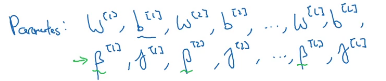 Parameters: W^[1], b^[1], W^[2], b^[2], ..., W^[L], b^[L],
→ β^[1], γ^[1], β^[2], γ^[2], ..., β^[L], γ^[L]